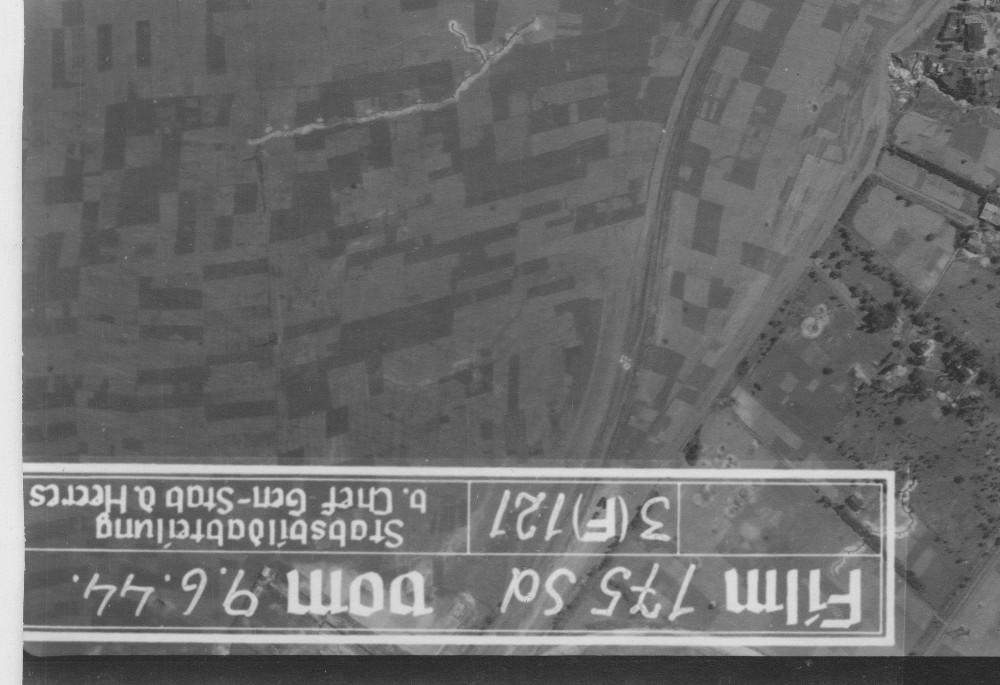 Film 175 Sd vom 9.6.44.
3(F)121 Stabsbildabteilung
b. Chef Gen-Stab d Heeres